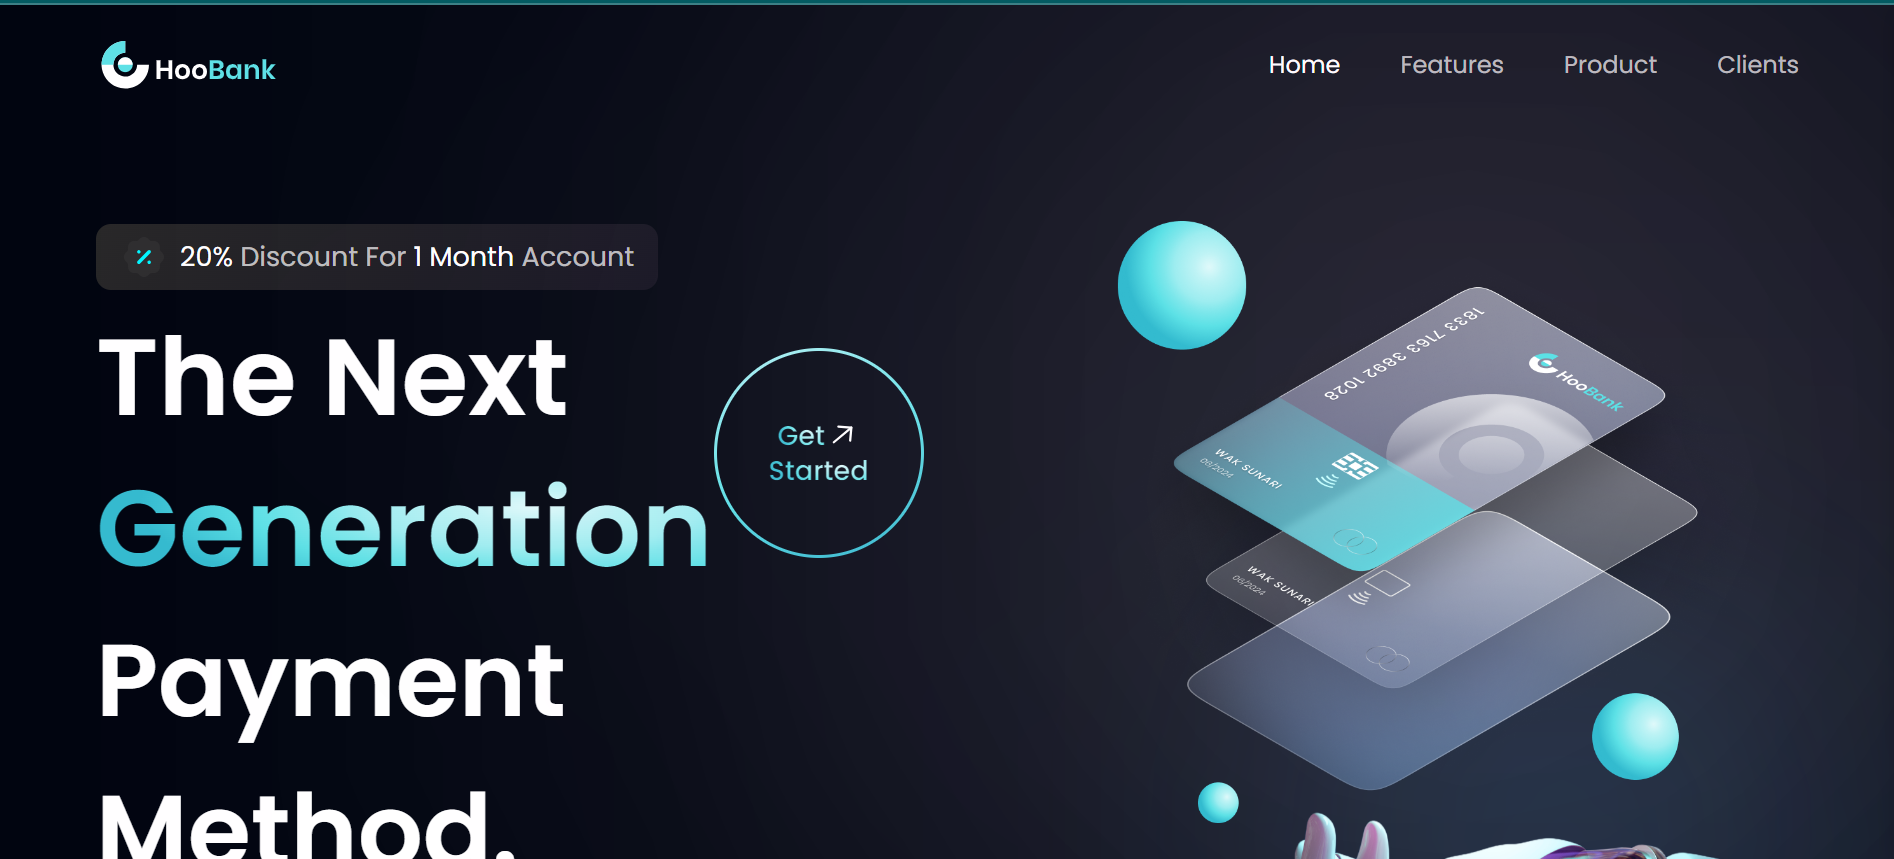 HooBank
Home
Features
Product
Clients
20% Discount For 1 Month Account
The Next
Generation
Payment
Method.
Get
Started
1833 7163 3892 1028
HooBank
WAK SUNARI
06/2024
WAK SUNARI
06/2024